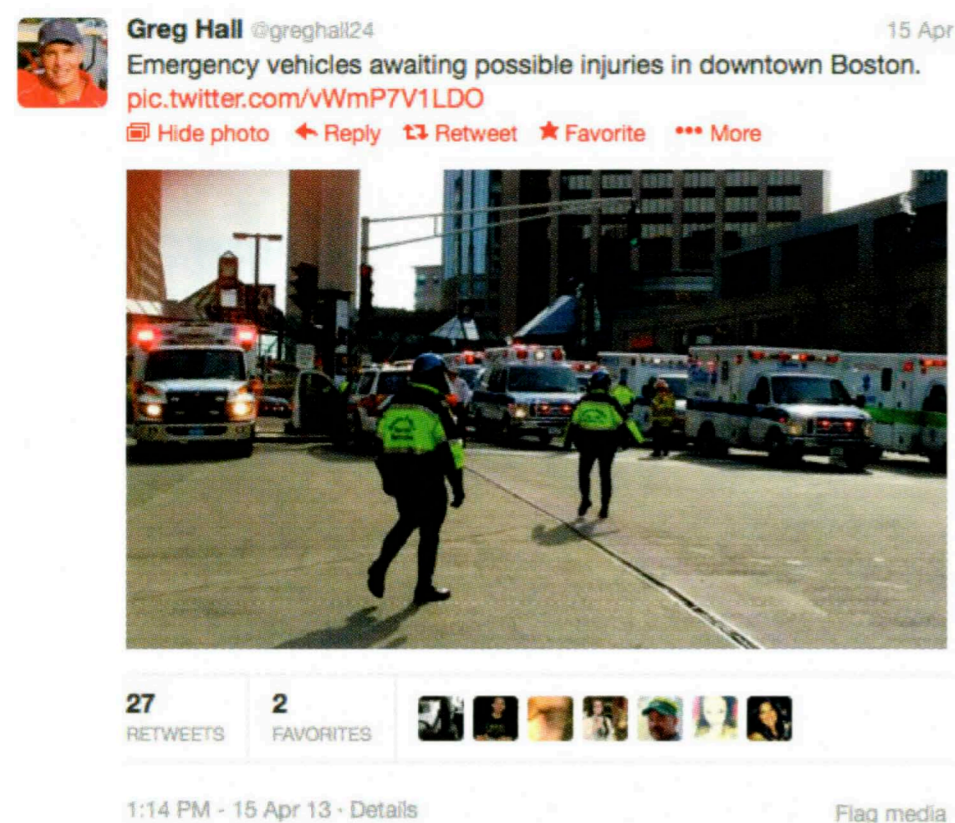 Greg Hall @greghall24 15 Apr
Emergency vehicles awaiting possible injuries in downtown Boston.
pic.twitter.com/vWmP7V1LDO
Hide photo Reply Retweet Favorite More
27 RETWEETS
2 FAVORITES
1:14 PM - 15 Apr 13 · Details Flag media